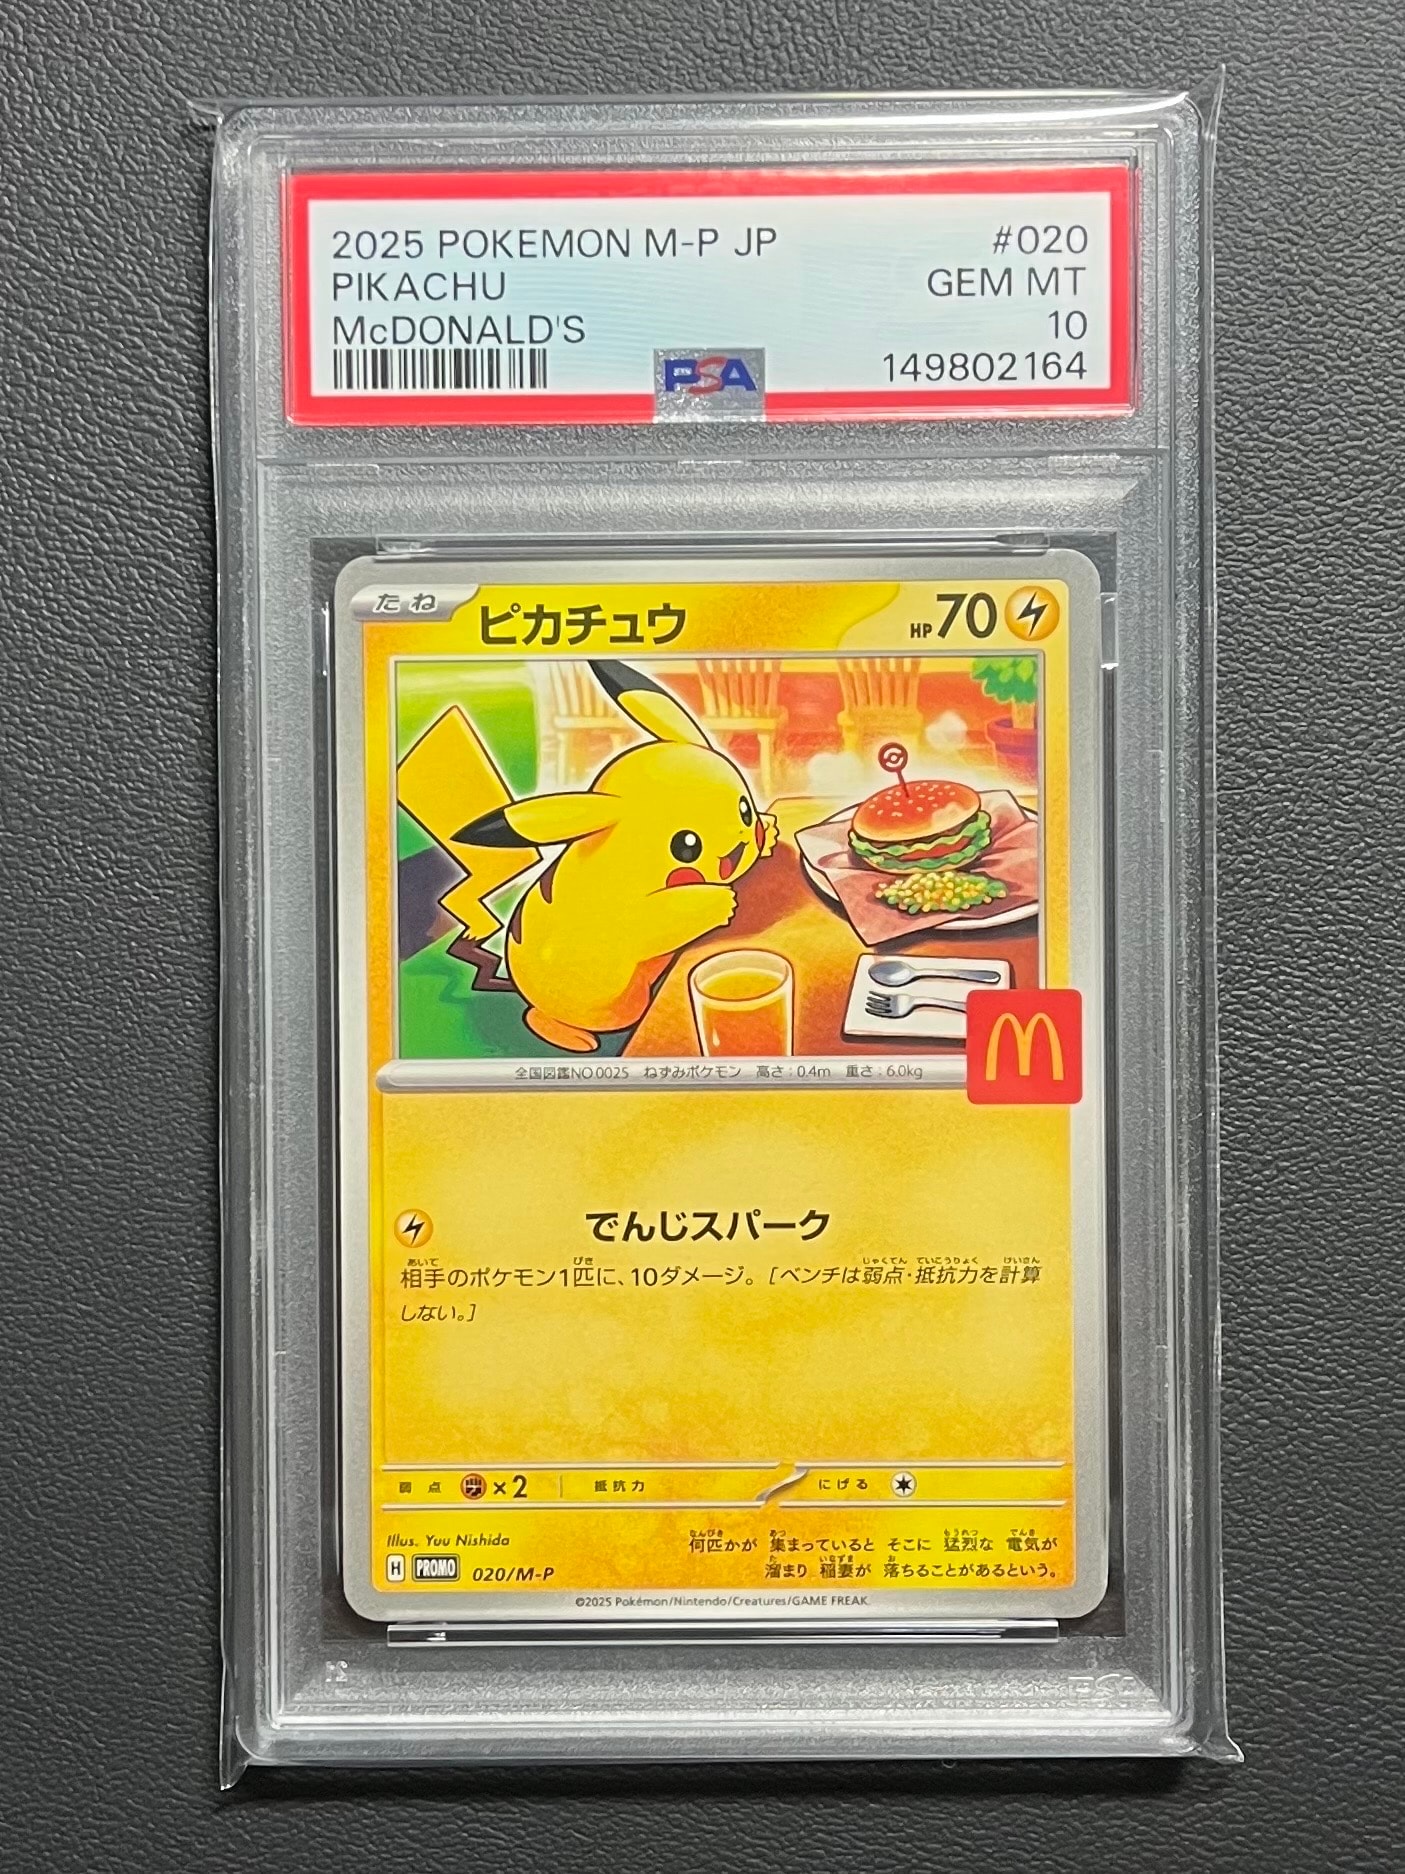 2025 POKEMON M-P JP #020
PIKACHU GEM MT
McDONALD'S 10
149802164
PSA
たね ピカチュウ HP70
全国図鑑NO.0025 ねずみポケモン 高さ:0.4m 重さ:6.0kg
でんじスパーク
相手のポケモン1匹に、10ダメージ。[ベンチは弱点・抵抗力を計算
しない。]
弱点 ×2 抵抗力 にげる
Illus. Yuu Nishida
何匹かが 集まっていると そこに 猛烈な 電気が
溜まり 稲妻が 落ちることがあるという。
H PROMO 020/M-P
©2025 Pokémon/Nintendo/Creatures/GAME FREAK